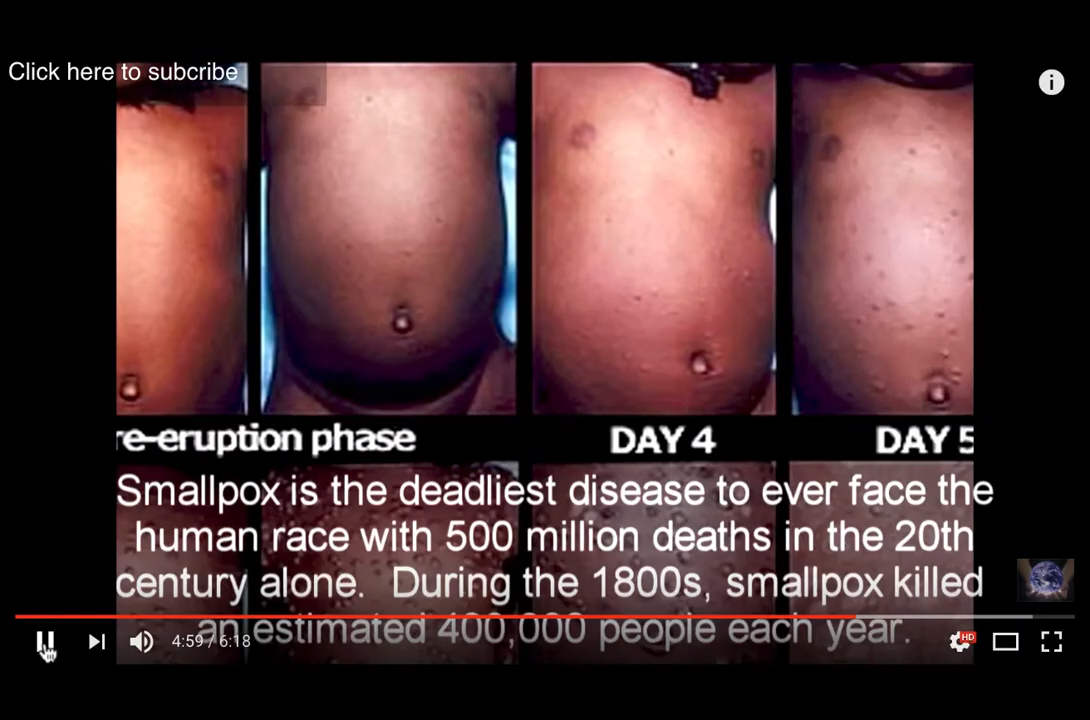 Click here to subcribe
re-eruption phase
DAY 4
DAY 5
Smallpox is the deadliest disease to ever face the
human race with 500 million deaths in the 20th
century alone. During the 1800s, smallpox killed
an estimated 400,000 people each year.
4:59 / 6:18
HD